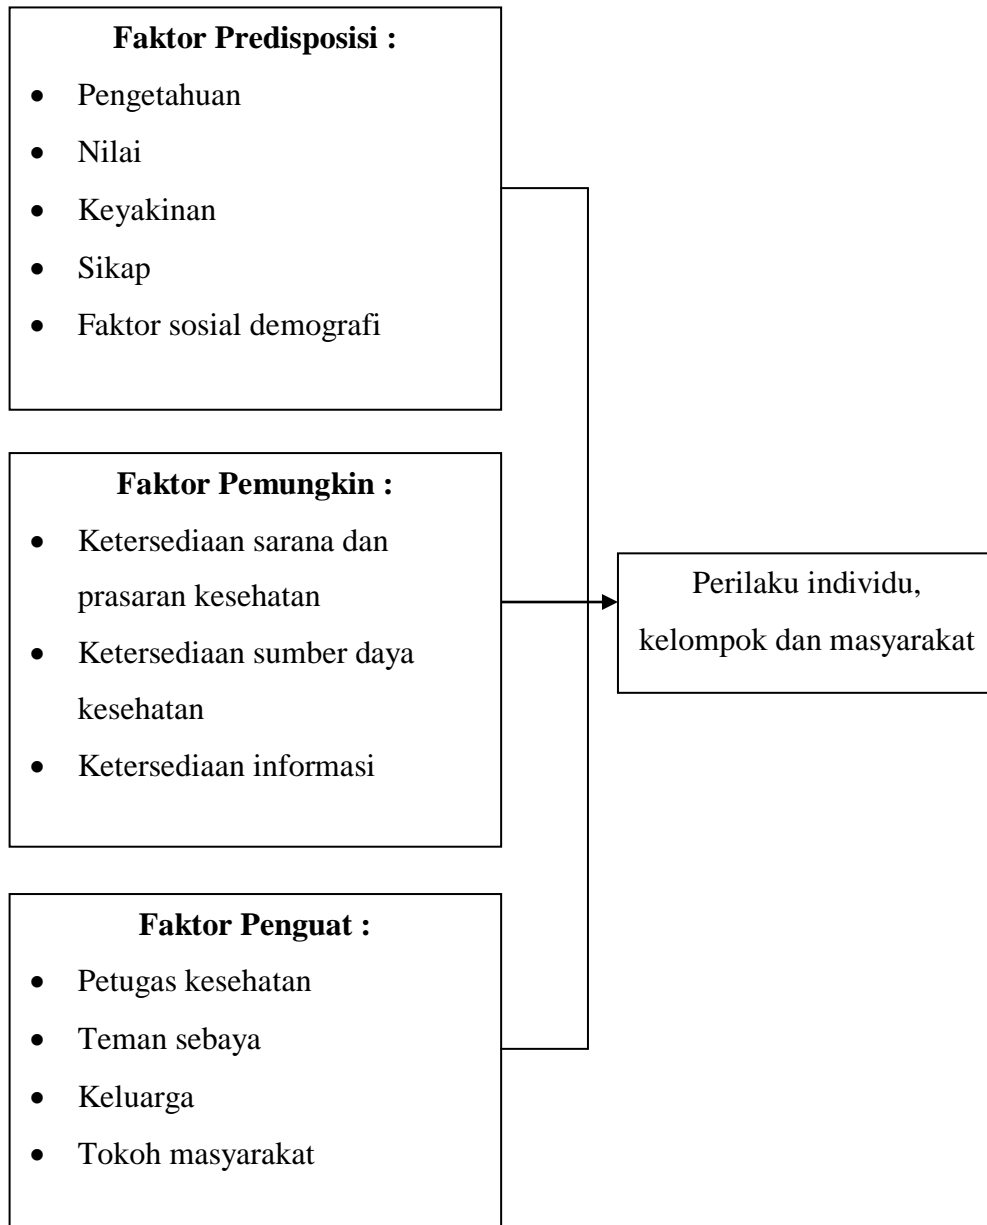 Faktor Predisposisi :
• Pengetahuan
• Nilai
• Keyakinan
• Sikap
• Faktor sosial demografi
Faktor Pemungkin :
• Ketersediaan sarana dan
prasaran kesehatan
• Ketersediaan sumber daya
kesehatan
• Ketersediaan informasi
Perilaku individu,
kelompok dan masyarakat
Faktor Penguat :
• Petugas kesehatan
• Teman sebaya
• Keluarga
• Tokoh masyarakat